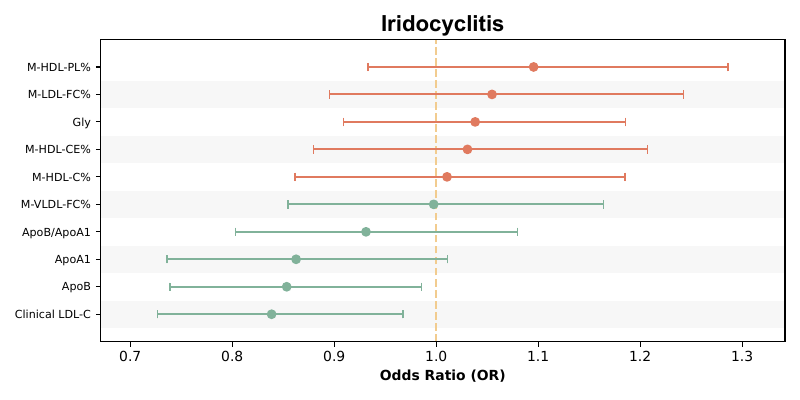 Iridocyclitis
M-HDL-PL%
M-LDL-FC%
Gly
M-HDL-CE%
M-HDL-C%
M-VLDL-FC%
ApoB/ApoA1
ApoA1
ApoB
Clinical LDL-C
0.7 0.8 0.9 1.0 1.1 1.2 1.3
Odds Ratio (OR)